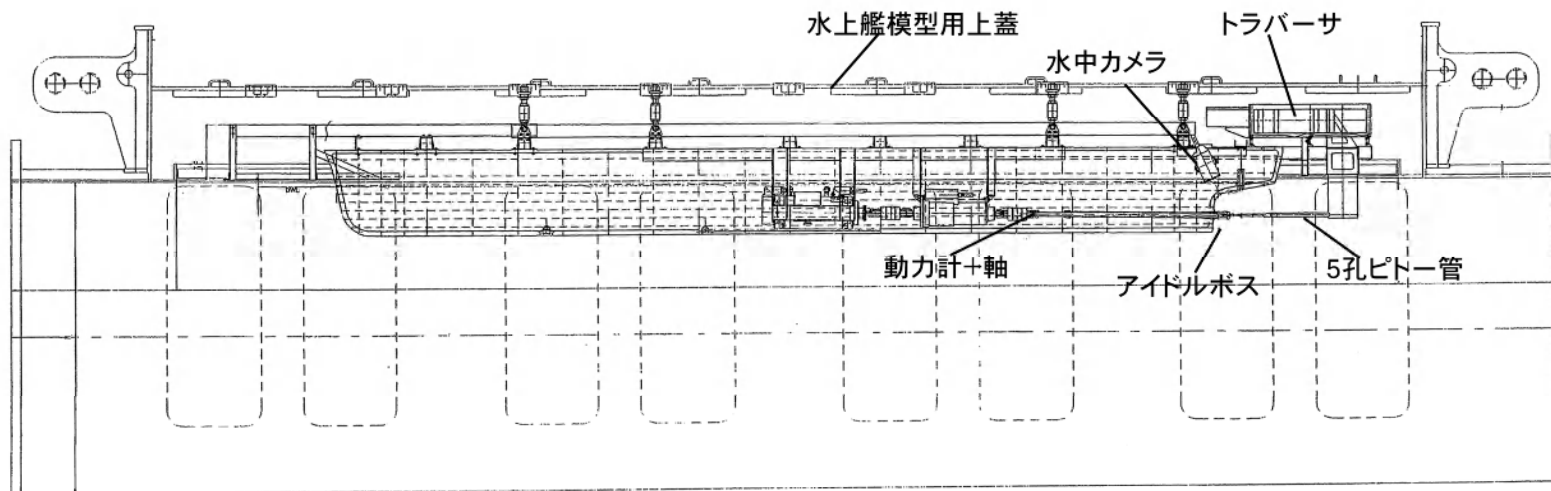 水上艦模型用上蓋
トラバーサ
水中カメラ
DWL
動力計+軸
アイドルボス
5孔ピトー管